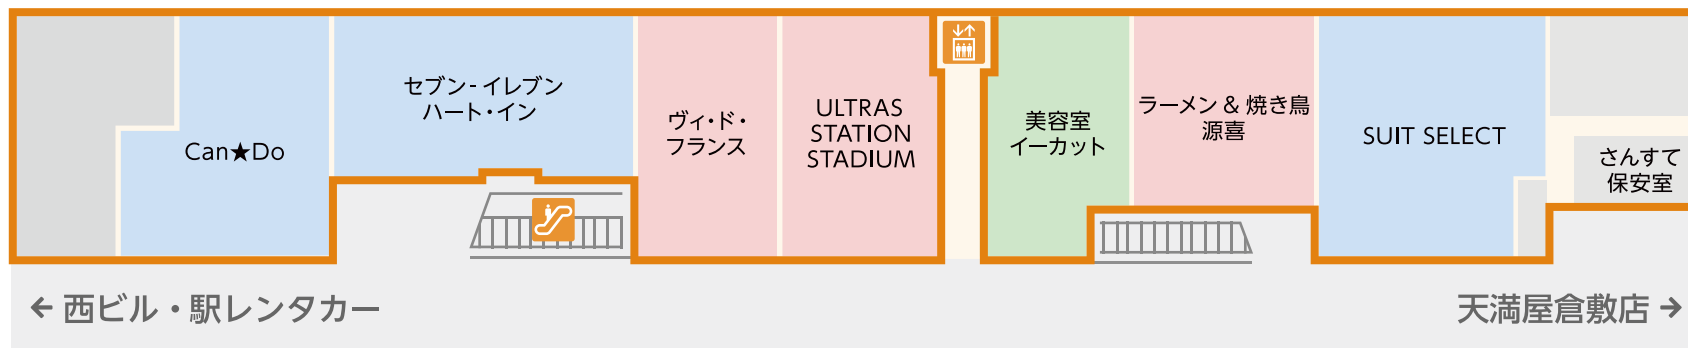 Can★Do
セブン-イレブン
ハート・イン
ヴィ・ド・
フランス
ULTRAS
STATION
STADIUM
美容室
イーカット
ラーメン & 焼き鳥
源喜
SUIT SELECT
さんすて
保安室
← 西ビル・駅レンタカー
天満屋倉敷店 →